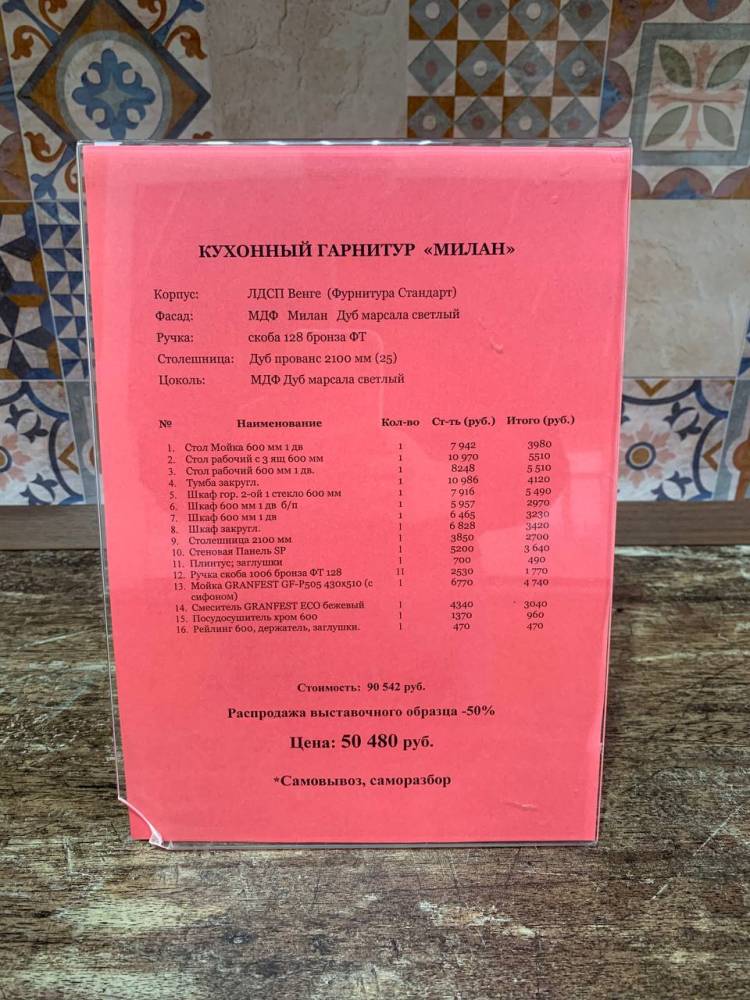 КУХОННЫЙ ГАРНИТУР «МИЛАН»
Корпус: ЛДСП Венге (Фурнитура Стандарт)
Фасад: МДФ Милан Дуб марсала светлый
Ручка: скоба 128 бронза ФТ
Столешница: Дуб прованс 2100 мм (25)
Цоколь: МДФ Дуб марсала светлый
№ Наименование Кол-во Ст-ть (руб.) Итого (руб.)
1. Стол Мойка 600 мм 1 дв 1 7 942 3980
2. Стол рабочий с 3 ящ 600 мм 1 10 970 5510
3. Стол рабочий 600 мм 1 дв. 1 8248 5 510
4. Тумба закругл. 1 10 986 4120
5. Шкаф гор. 2-ой 1 стекло 600 мм 1 7 916 5 490
6. Шкаф 600 мм 1 дв б/п 1 5 957 2970
7. Шкаф 600 мм 1 дв 1 6 465 3230
8. Шкаф закругл. 1 6 828 3420
9. Столешница 2100 мм 1 3850 2700
10. Стеновая Панель SP 1 5200 3 640
11. Плинтус; заглушки 1 700 490
12. Ручка скоба 1006 бронза ФТ 128 11 2530 1 770
13. Мойка GRANFEST GF-P505 430х510 (с 1 6770 4 740
сифоном)
14. Смеситель GRANFEST ECO бежевый 1 4340 3040
15. Посудосушитель хром 600 1 1370 960
16. Рейлинг 600, держатель, заглушки. 1 470 470
Стоимость: 90 542 руб.
Распродажа выставочного образца -50%
Цена: 50 480 руб.
*Самовывоз, саморазбор